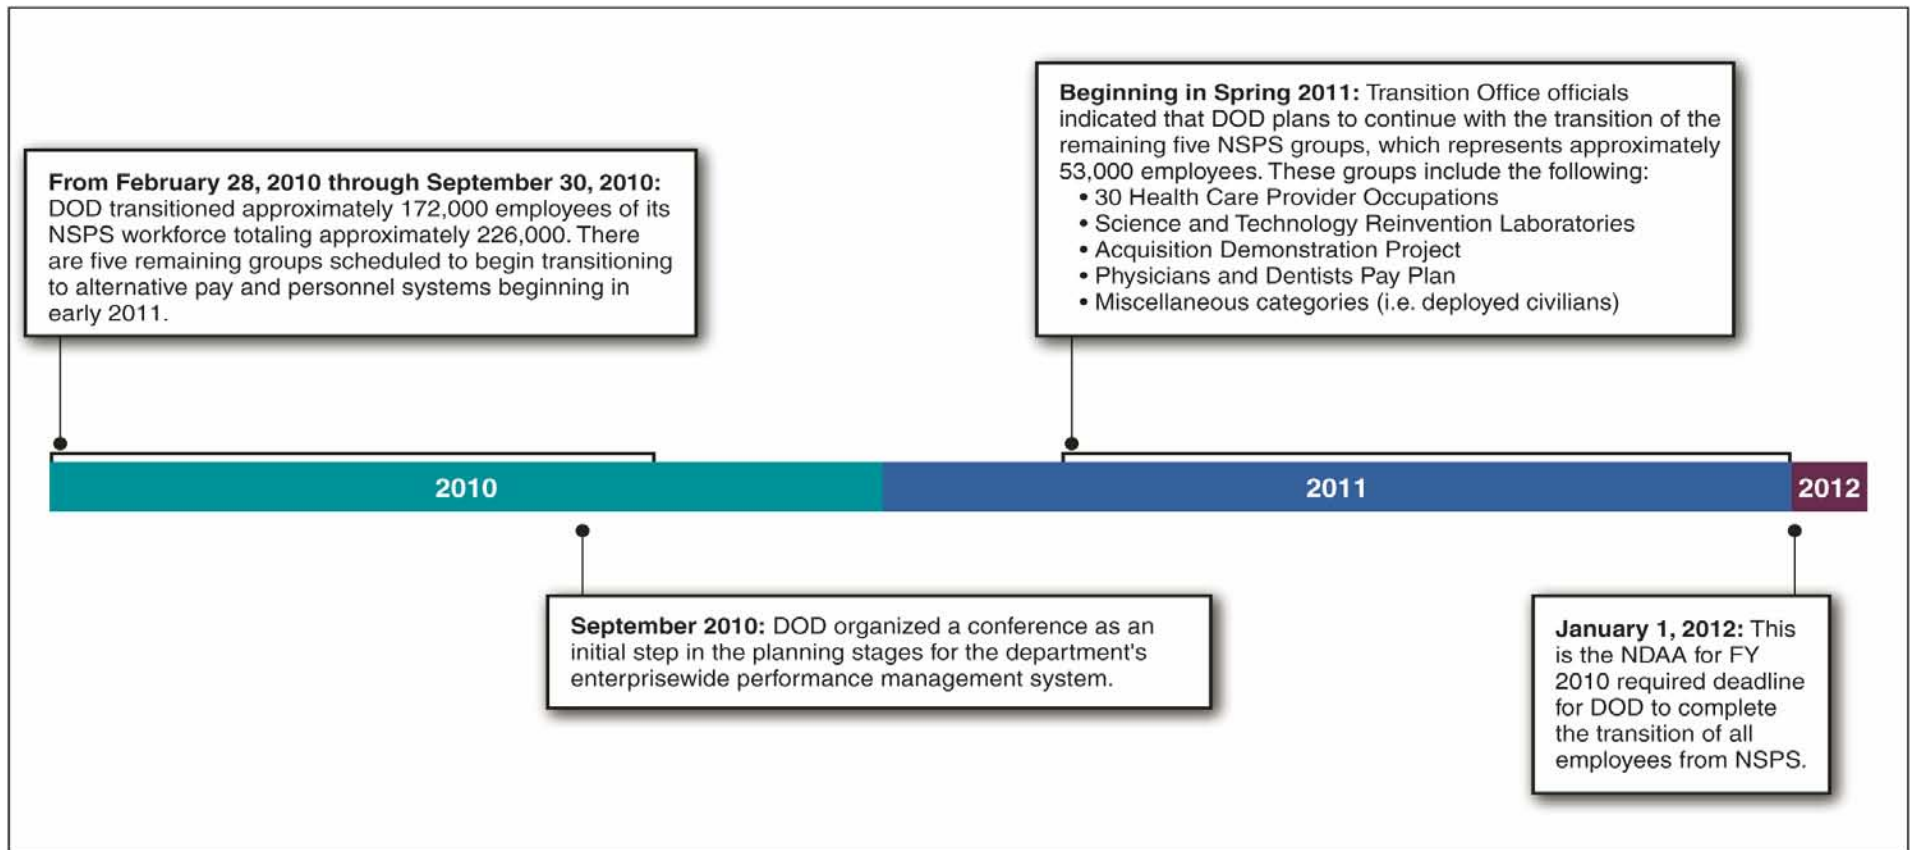 From February 28, 2010 through September 30, 2010:
DOD transitioned approximately 172,000 employees of its
NSPS workforce totaling approximately 226,000. There
are five remaining groups scheduled to begin transitioning
to alternative pay and personnel systems beginning in
early 2011.
Beginning in Spring 2011: Transition Office officials
indicated that DOD plans to continue with the transition of the
remaining five NSPS groups, which represents approximately
53,000 employees. These groups include the following:
• 30 Health Care Provider Occupations
• Science and Technology Reinvention Laboratories
• Acquisition Demonstration Project
• Physicians and Dentists Pay Plan
• Miscellaneous categories (i.e. deployed civilians)
2010
2011
2012
September 2010: DOD organized a conference as an
initial step in the planning stages for the department's
enterprisewide performance management system.
January 1, 2012: This
is the NDAA for FY
2010 required deadline
for DOD to complete
the transition of all
employees from NSPS.